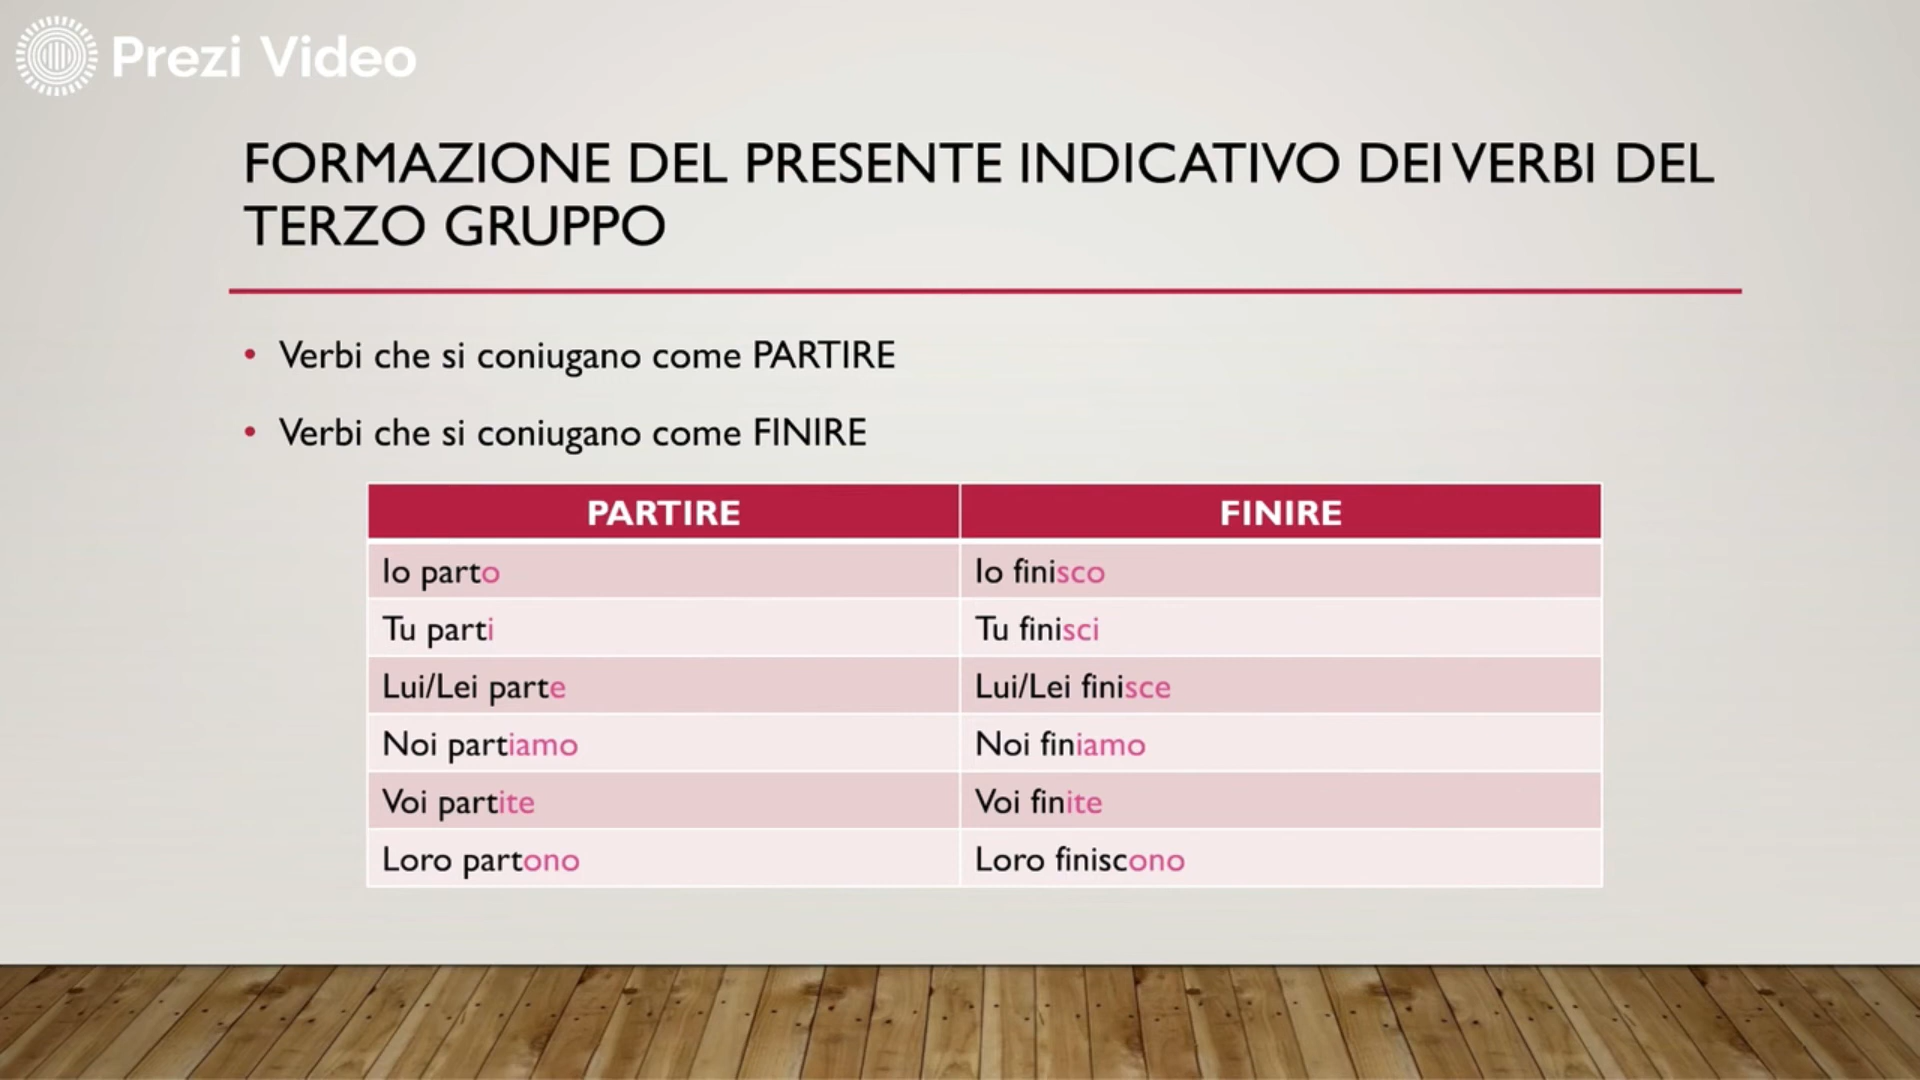 Prezi Video
FORMAZIONE DEL PRESENTE INDICATIVO DEI VERBI DEL
TERZO GRUPPO
• Verbi che si coniugano come PARTIRE
• Verbi che si coniugano come FINIRE
PARTIRE FINIRE
Io parto Io finisco
Tu parti Tu finisci
Lui/Lei parte Lui/Lei finisce
Noi partiamo Noi finiamo
Voi partite Voi finite
Loro partono Loro finiscono